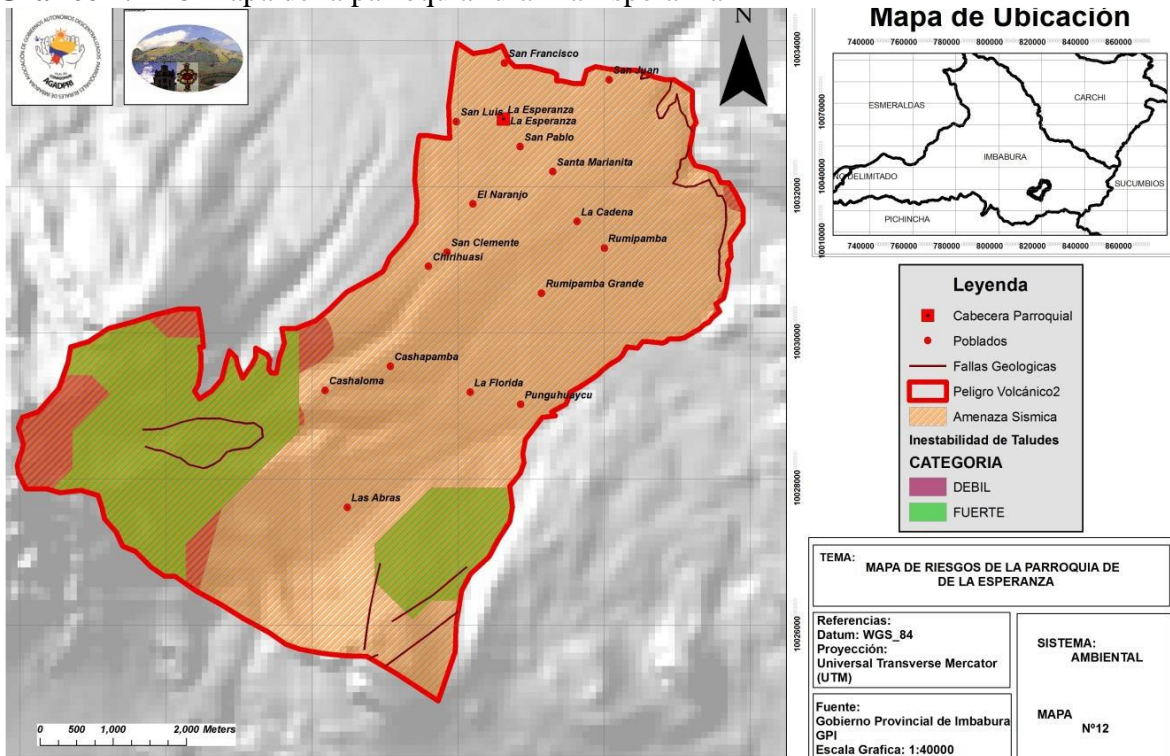 N
San Francisco
San Juan
San Luis
La Esperanza
La Esperanza
San Pablo
Santa Marianita
El Naranjo
La Cadena
San Clemente
Rumipamba
Chirihuasi
Rumipamba Grande
Cashapamba
Cashaloma
La Florida
Punguhuaycu
Las Abras
0 500 1,000 2,000 Meters
10034000
10032000
10030000
10028000
10026000
Mapa de Ubicación
740000 760000 780000 800000 820000 840000 860000
10070000
10040000
10010000
ESMERALDAS
CARCHI
IMBABURA
NO DELIMITADO
SUCUMBIOS
PICHINCHA
740000 760000 780000 800000 820000 840000 860000
Leyenda
Cabecera Parroquial
Poblados
Fallas Geologicas
Peligro Volcánico2
Amenaza Sismica
Inestabilidad de Taludes
CATEGORIA
DEBIL
FUERTE
TEMA:
MAPA DE RIESGOS DE LA PARROQUIA DE
DE LA ESPERANZA
Referencias:
Datum: WGS_84
Proyección:
Universal Transverse Mercator
(UTM)
SISTEMA:
AMBIENTAL
Fuente:
Gobierno Provincial de Imbabura
GPI
Escala Grafica: 1:40000
MAPA
Nº12
AGADPRI